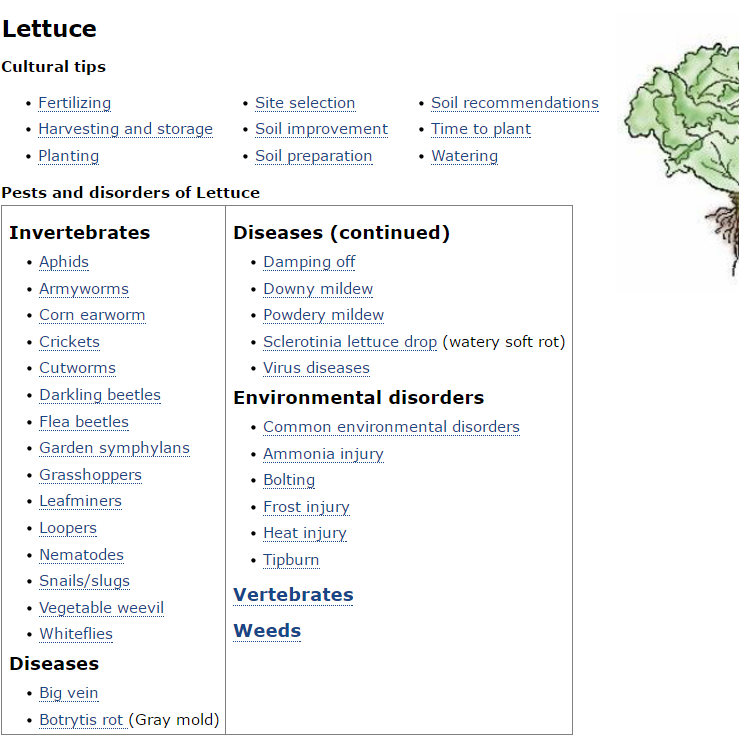 Lettuce
Cultural tips
Fertilizing
Harvesting and storage
Planting
Site selection
Soil improvement
Soil preparation
Soil recommendations
Time to plant
Watering
Pests and disorders of Lettuce
Invertebrates
Aphids
Armyworms
Corn earworm
Crickets
Cutworms
Darkling beetles
Flea beetles
Garden symphylans
Grasshoppers
Leafminers
Loopers
Nematodes
Snails/slugs
Vegetable weevil
Whiteflies
Diseases
Big vein
Botrytis rot (Gray mold)
Diseases (continued)
Damping off
Downy mildew
Powdery mildew
Sclerotinia lettuce drop (watery soft rot)
Virus diseases
Environmental disorders
Common environmental disorders
Ammonia injury
Bolting
Frost injury
Heat injury
Tipburn
Vertebrates
Weeds